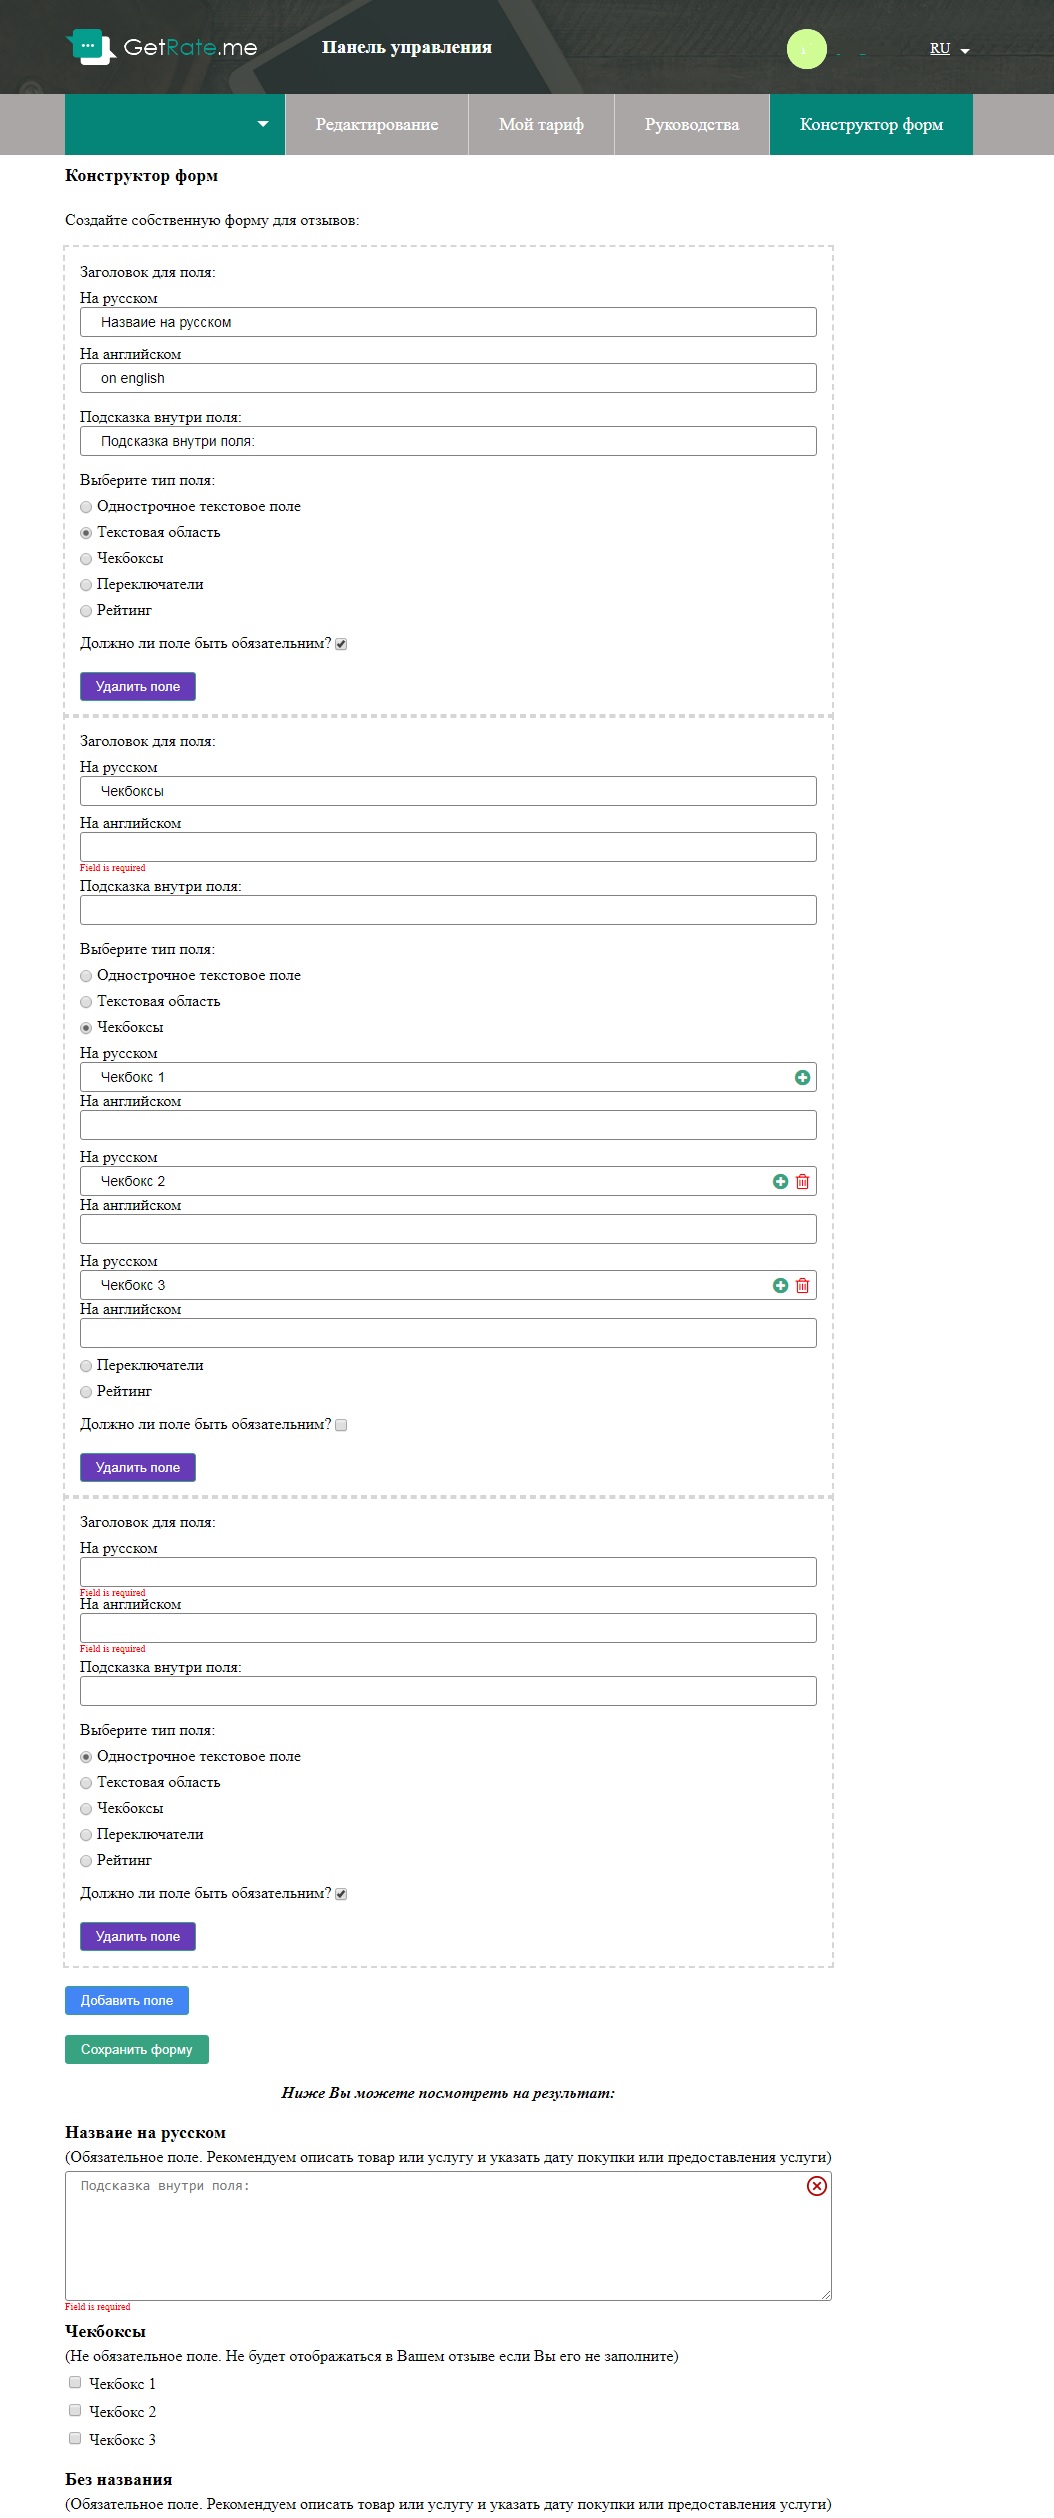 GetRate.me
Панель управления
RU
Редактирование
Мой тариф
Руководства
Конструктор форм
Конструктор форм
Создайте собственную форму для отзывов:
Заголовок для поля:
На русском
Назваие на русском
На английском
on english
Подсказка внутри поля:
Подсказка внутри поля:
Выберите тип поля:
Однострочное текстовое поле
Текстовая область
Чекбоксы
Переключатели
Рейтинг
Должно ли поле быть обязательним?
Удалить поле
Заголовок для поля:
На русском
Чекбоксы
На английском
Field is required
Подсказка внутри поля:
Выберите тип поля:
Однострочное текстовое поле
Текстовая область
Чекбоксы
На русском
Чекбокс 1
На английском
На русском
Чекбокс 2
На английском
На русском
Чекбокс 3
На английском
Переключатели
Рейтинг
Должно ли поле быть обязательним?
Удалить поле
Заголовок для поля:
На русском
Field is required
На английском
Field is required
Подсказка внутри поля:
Выберите тип поля:
Однострочное текстовое поле
Текстовая область
Чекбоксы
Переключатели
Рейтинг
Должно ли поле быть обязательним?
Удалить поле
Добавить поле
Сохранить форму
Ниже Вы можете посмотреть на результат:
Назваие на русском
(Обязательное поле. Рекомендуем описать товар или услугу и указать дату покупки или предоставления услуги)
Подсказка внутри поля:
Field is required
Чекбоксы
(Не обязательное поле. Не будет отображаться в Вашем отзыве если Вы его не заполните)
Чекбокс 1
Чекбокс 2
Чекбокс 3
Без названия
(Обязательное поле. Рекомендуем описать товар или услугу и указать дату покупки или предоставления услуги)